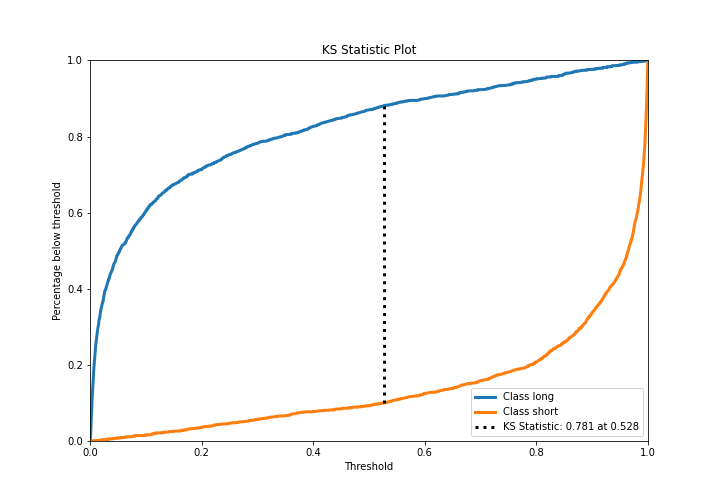 KS Statistic Plot
1.0
0.8
0.6
0.4
0.2
0.0
Percentage below threshold
Class long
Class short
KS Statistic: 0.781 at 0.528
0.0 0.2 0.4 0.6 0.8 1.0
Threshold